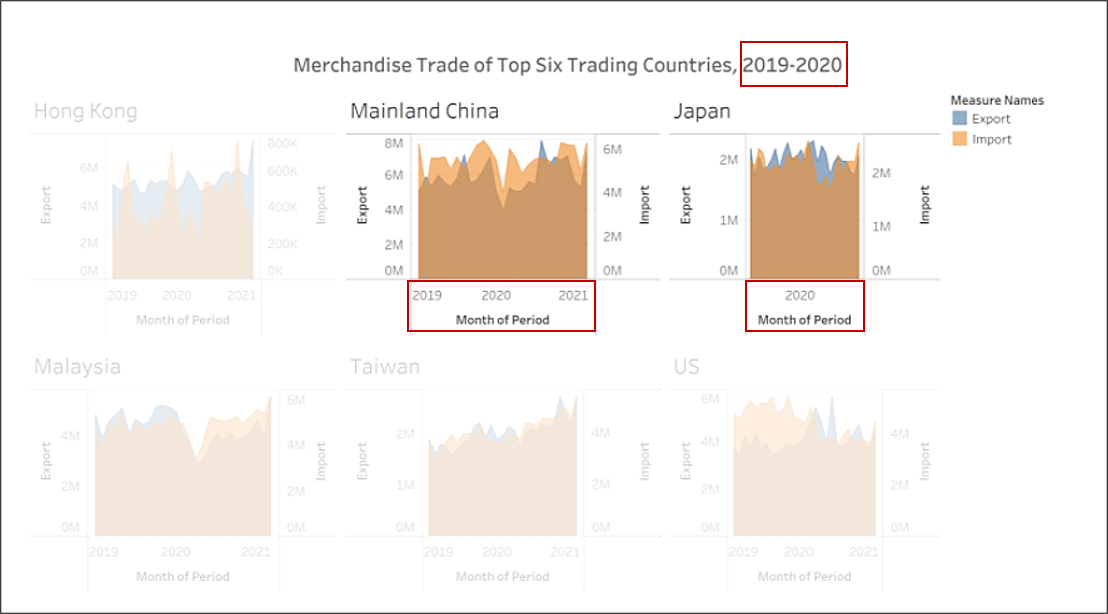 Merchandise Trade of Top Six Trading Countries, 2019-2020
Measure Names
Export
Import
Hong Kong
Export
6M
4M
2M
0M
800K
600K
400K
200K
0K
Import
2019 2020 2021
Month of Period
Mainland China
Export
8M
6M
4M
2M
0M
6M
4M
2M
0M
Import
2019 2020 2021
Month of Period
Japan
Export
2M
1M
0M
2M
1M
0M
Import
2020
Month of Period
Malaysia
Export
4M
2M
0M
6M
4M
2M
0M
Import
2019 2020 2021
Month of Period
Taiwan
Export
2M
1M
0M
4M
2M
0M
Import
2019 2020 2021
Month of Period
US
Export
6M
4M
2M
0M
4M
2M
0M
Import
2019 2020 2021
Month of Period